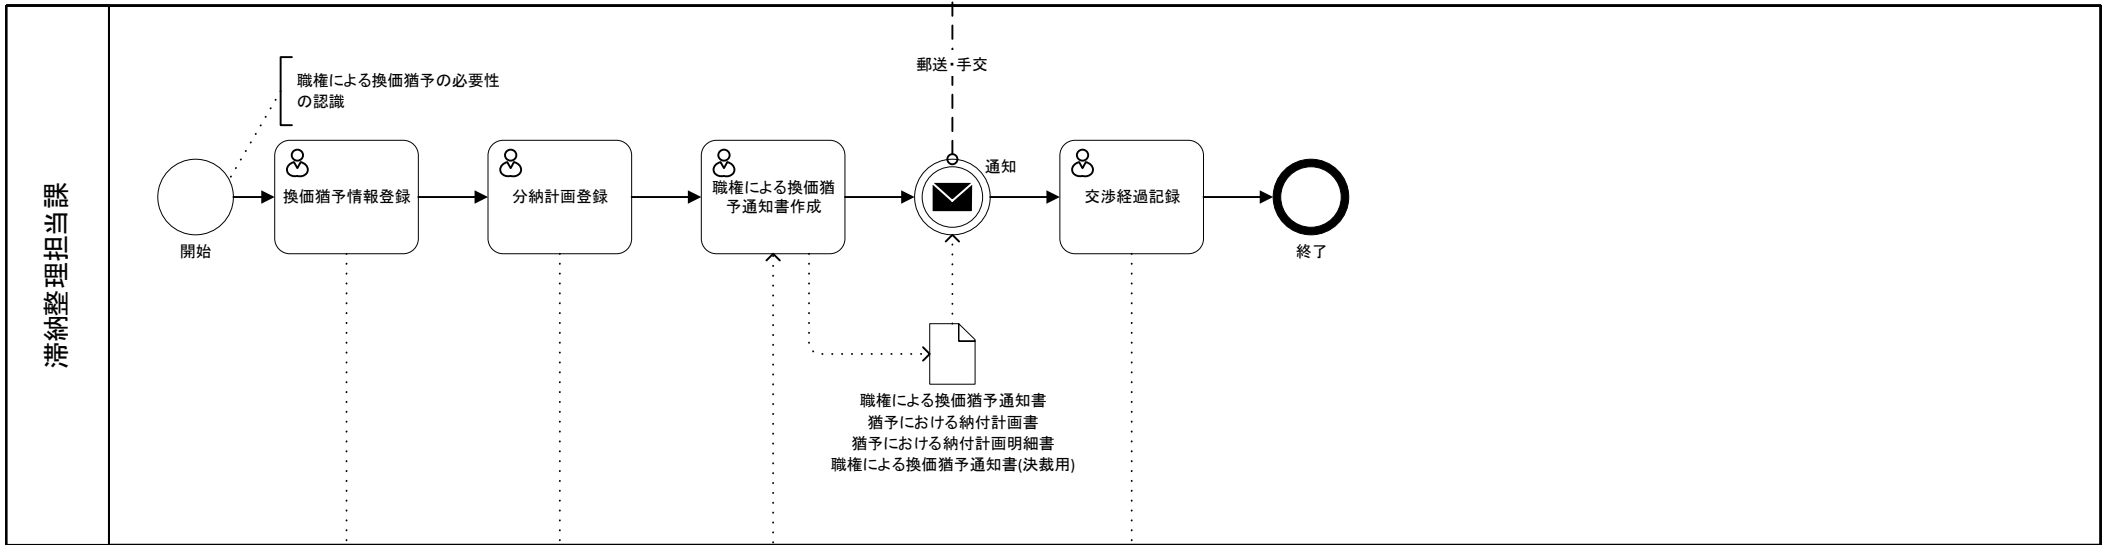 滞納整理担当課
職権による換価猶予の必要性
の認識
郵送・手交
開始
換価猶予情報登録
分納計画登録
職権による換価猶
予通知書作成
通知
交渉経過記録
終了
職権による換価猶予通知書
猶予における納付計画書
猶予における納付計画明細書
職権による換価猶予通知書(決裁用)